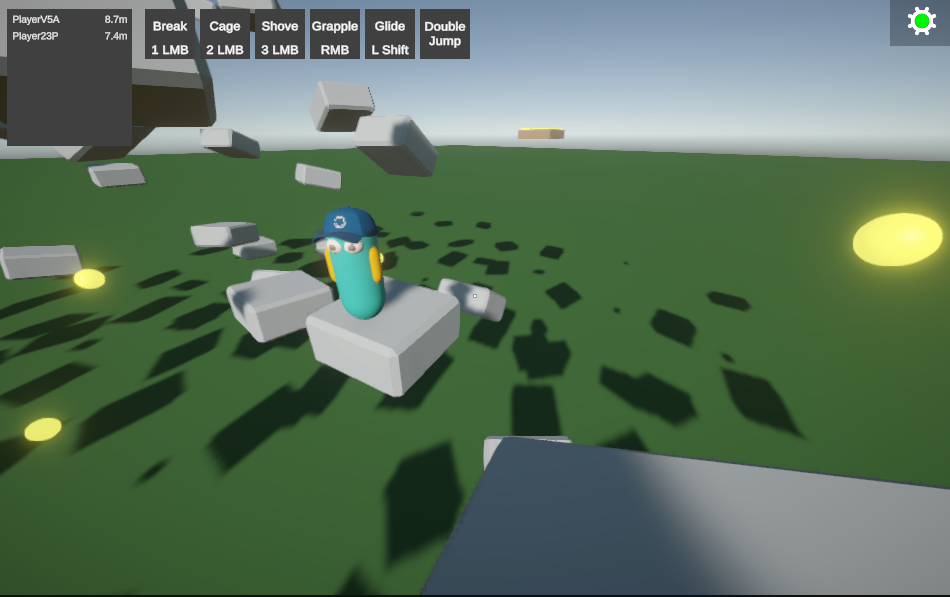 PlayerV5A 8.7m
Player23P 7.4m
Break
1 LMB
Cage
2 LMB
Shove
3 LMB
Grapple
RMB
Glide
L Shift
Double
Jump